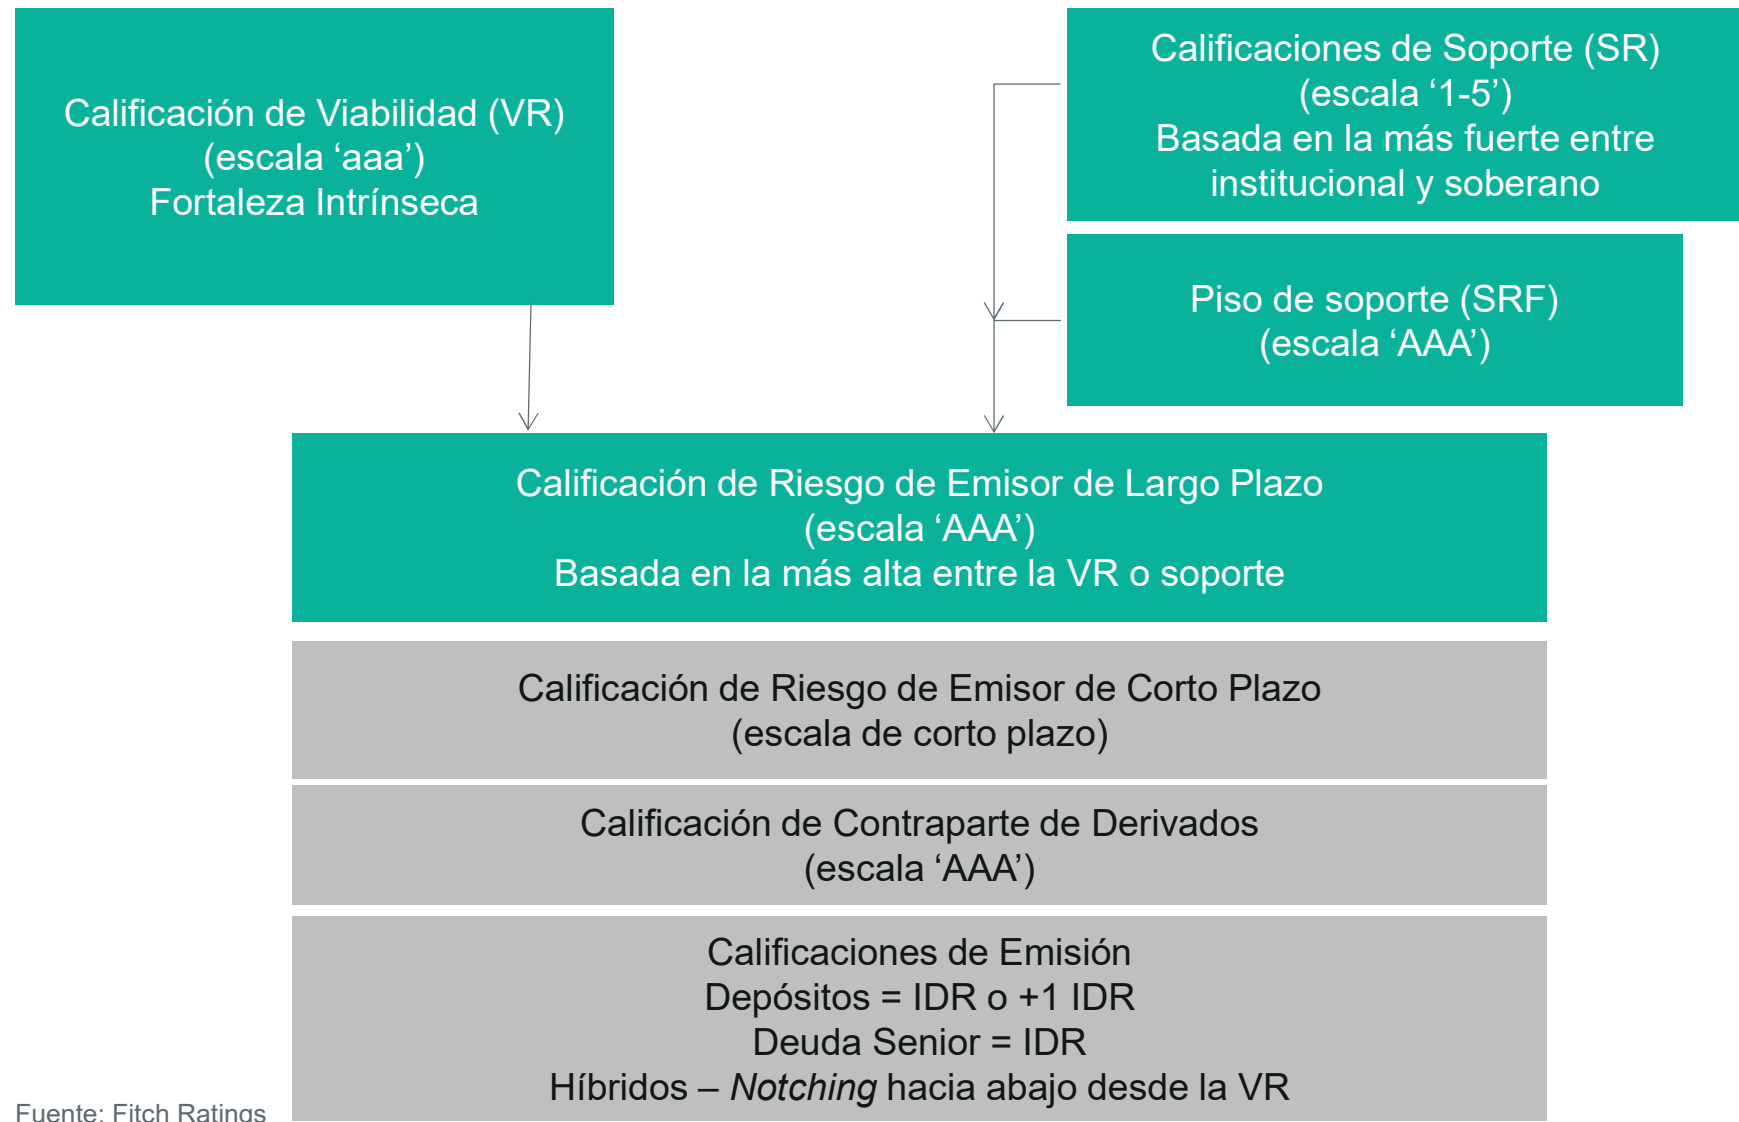 Calificación de Viabilidad (VR)
(escala ‘aaa’)
Fortaleza Intrínseca
Calificaciones de Soporte (SR)
(escala ‘1-5’)
Basada en la más fuerte entre
institucional y soberano
Piso de soporte (SRF)
(escala ‘AAA’)
Calificación de Riesgo de Emisor de Largo Plazo
(escala ‘AAA’)
Basada en la más alta entre la VR o soporte
Calificación de Riesgo de Emisor de Corto Plazo
(escala de corto plazo)
Calificación de Contraparte de Derivados
(escala ‘AAA’)
Calificaciones de Emisión
Depósitos = IDR o +1 IDR
Deuda Senior = IDR
Híbridos – Notching hacia abajo desde la VR
Fuente: Fitch Ratings